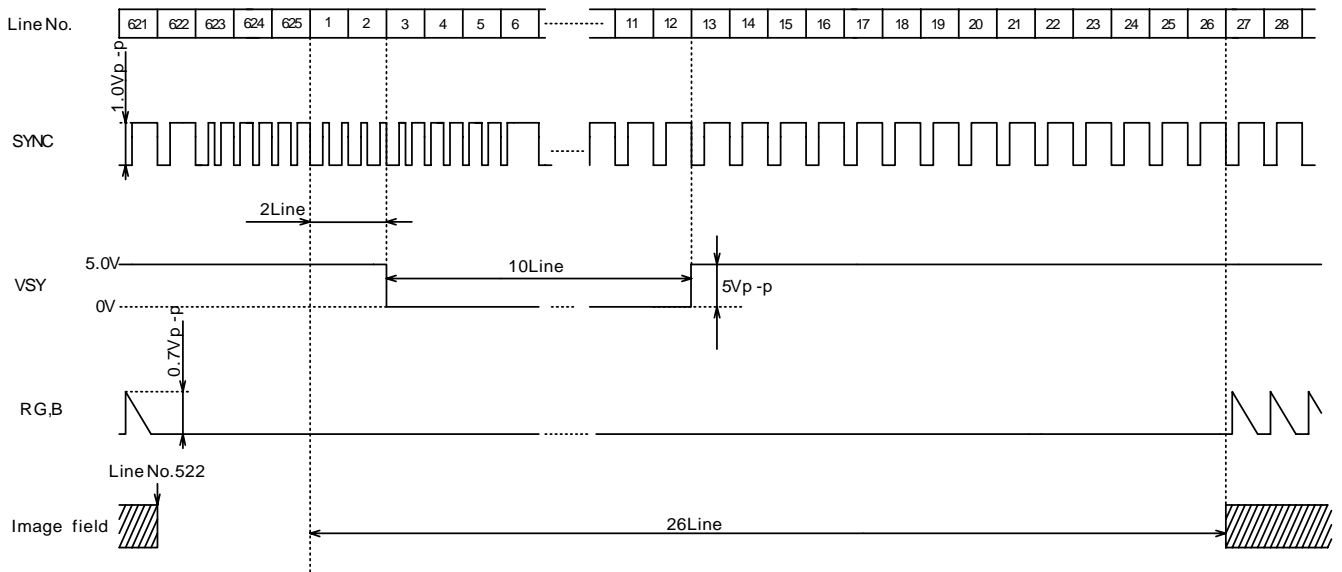 Line No. 621 622 623 624 625 1 2 3 4 5 6 11 12 13 14 15 16 17 18 19 20 21 22 23 24 25 26 27 28
1.0Vp-p
SYNC
2Line
5.0V
VSY
10Line
5Vp-p
0V
0.7Vp-p
RG,B
Line No.522
Image field
26Line